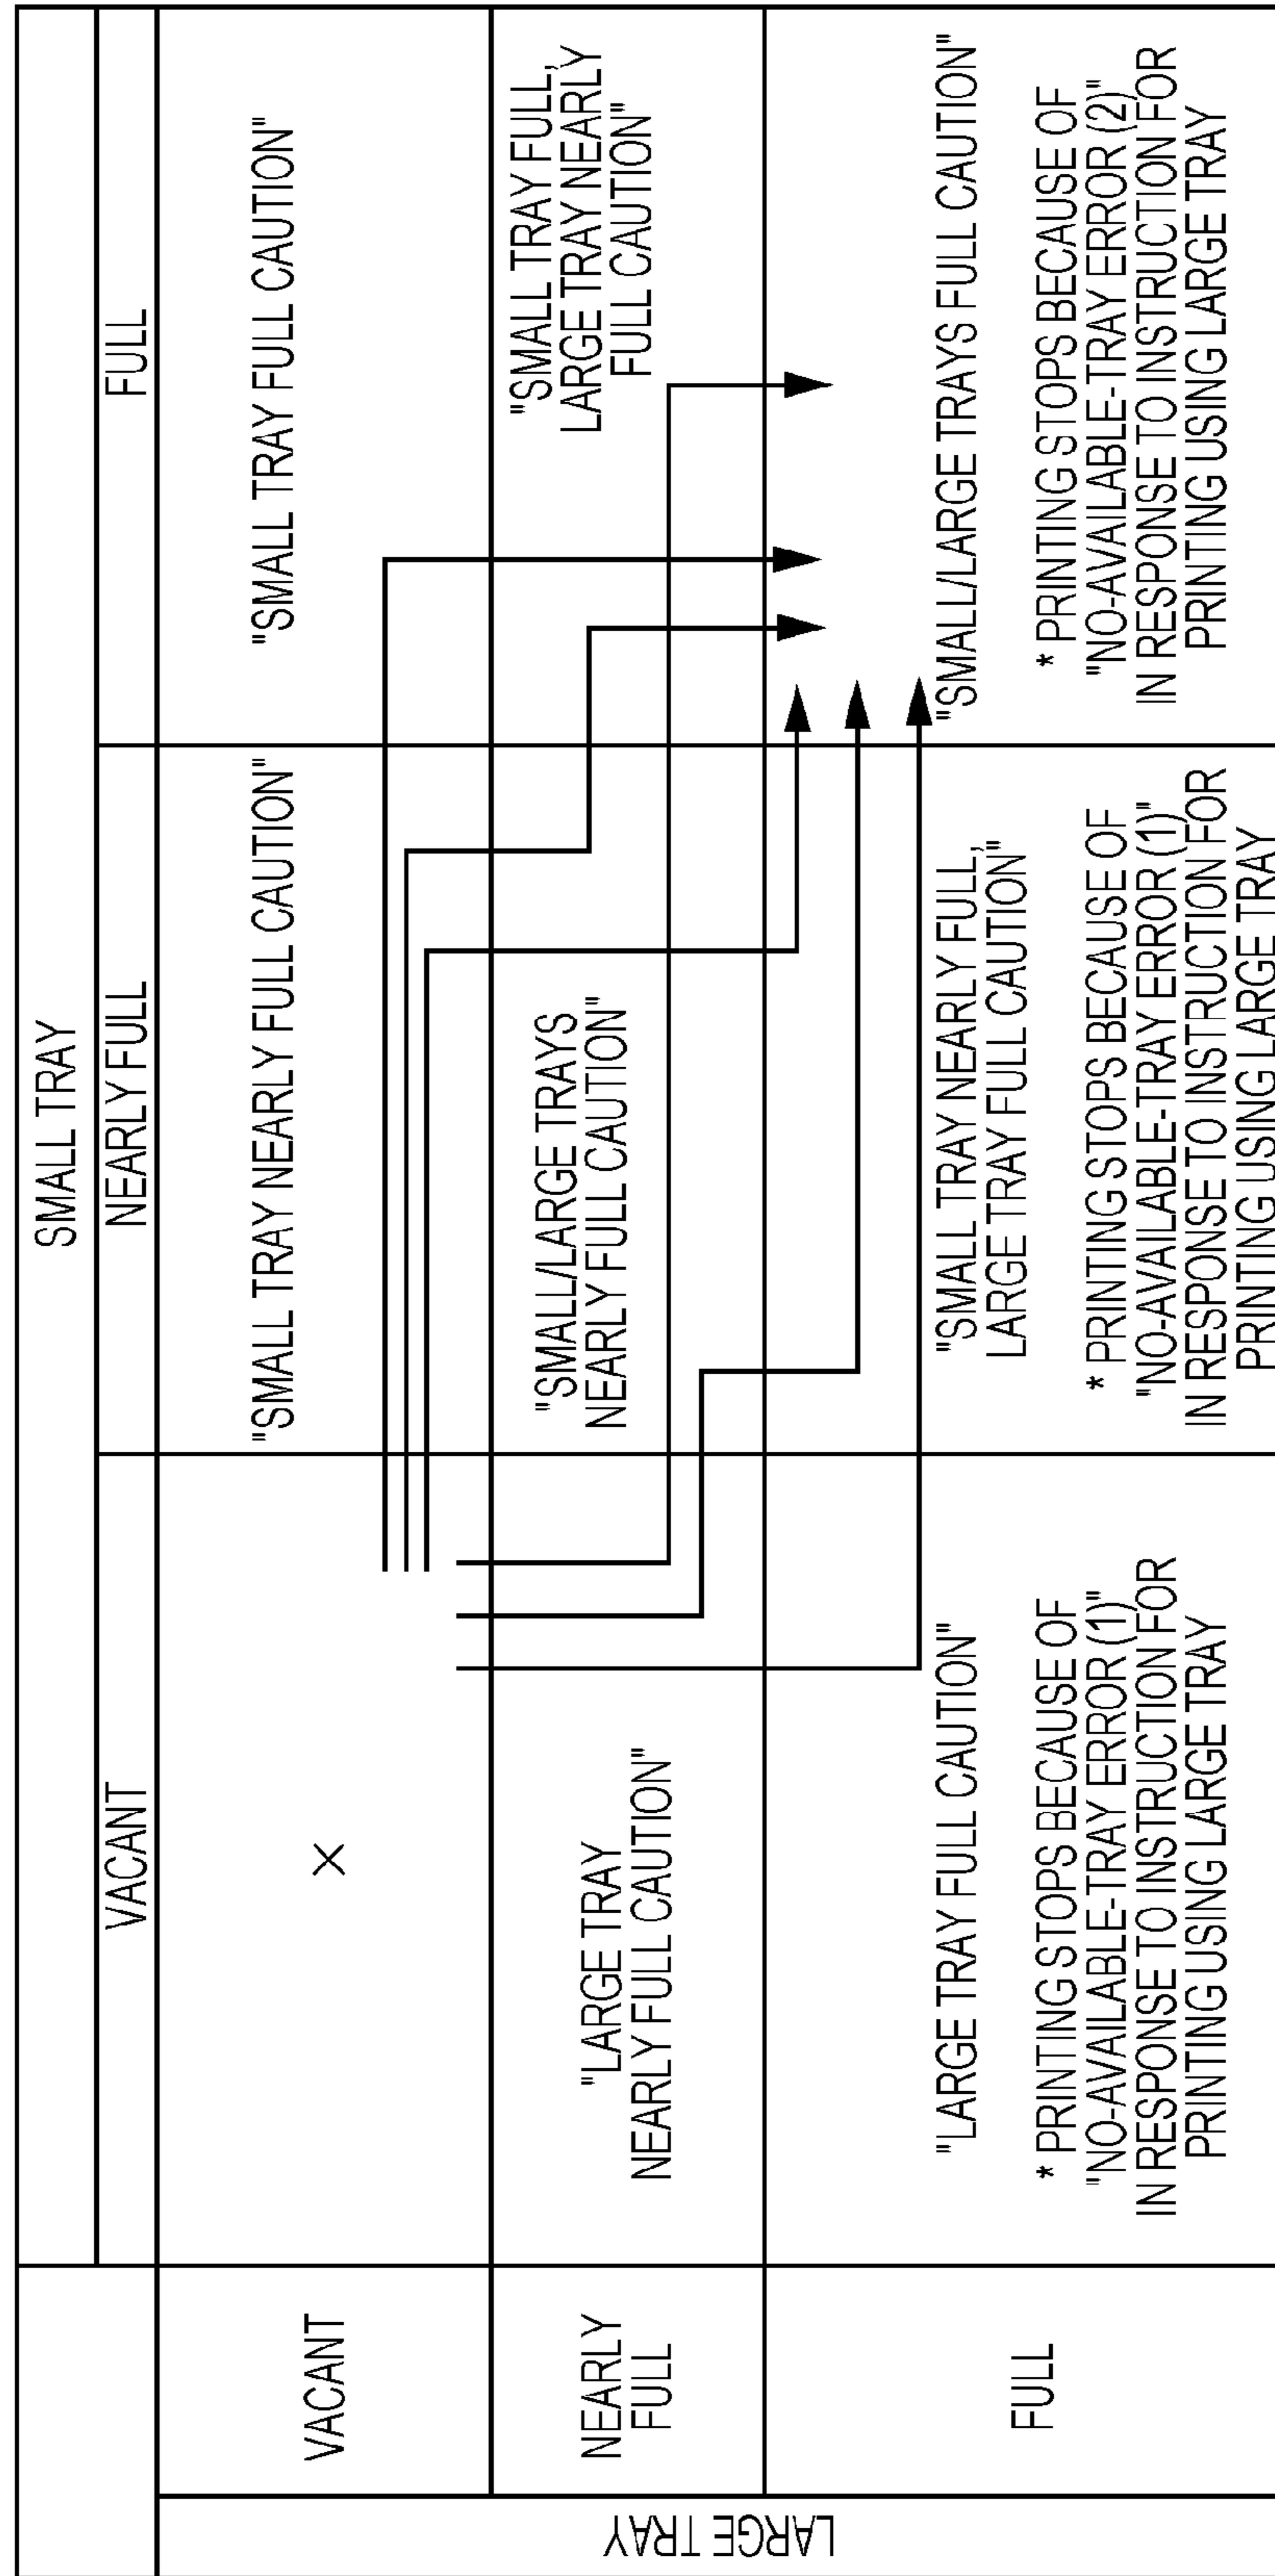 SMALL TRAY
VACANT
NEARLY FULL
FULL
LARGE TRAY
VACANT
×
"SMALL TRAY NEARLY FULL CAUTION"
"SMALL TRAY FULL CAUTION"
NEARLY
FULL
"LARGE TRAY
NEARLY FULL CAUTION"
"SMALL/LARGE TRAYS
NEARLY FULL CAUTION"
"SMALL TRAY FULL,
LARGE TRAY NEARLY
FULL CAUTION"
FULL
"LARGE TRAY FULL CAUTION"
* PRINTING STOPS BECAUSE OF
"NO-AVAILABLE-TRAY ERROR (1)"
IN RESPONSE TO INSTRUCTION FOR
PRINTING USING LARGE TRAY
"SMALL TRAY NEARLY FULL,
LARGE TRAY FULL CAUTION"
* PRINTING STOPS BECAUSE OF
"NO-AVAILABLE-TRAY ERROR (1)"
IN RESPONSE TO INSTRUCTION FOR
PRINTING USING LARGE TRAY
"SMALL/LARGE TRAYS FULL CAUTION"
* PRINTING STOPS BECAUSE OF
"NO-AVAILABLE-TRAY ERROR (2)"
IN RESPONSE TO INSTRUCTION FOR
PRINTING USING LARGE TRAY